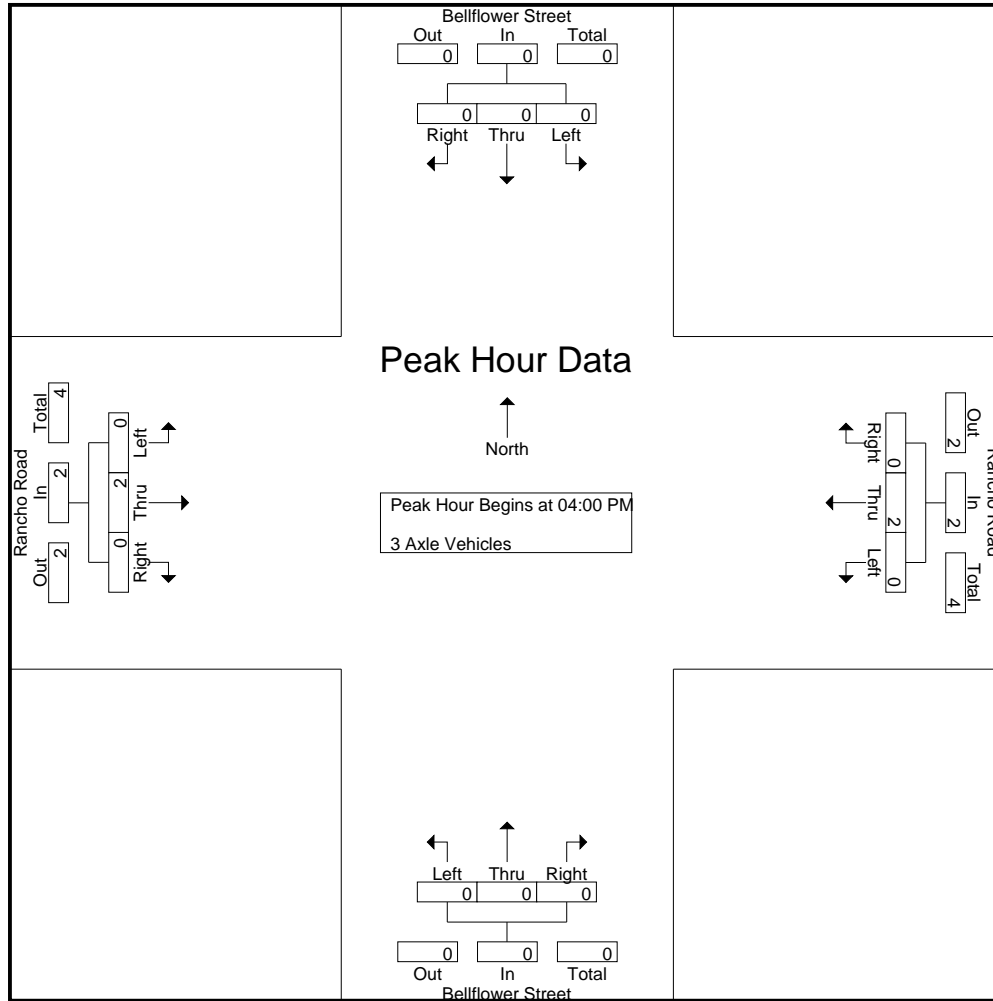 Bellflower Street
Out In Total
0 0 0
0 0 0
Right Thru Left
Peak Hour Data
North
Peak Hour Begins at 04:00 PM
3 Axle Vehicles
Rancho Road
Total In Out
4 2 2
0 2 0
Left Thru Right
Rancho Road
Out In Total
2 2 4
0 2 0
Right Thru Left
Left Thru Right
0 0 0
0 0 0
Out In Total
Bellflower Street